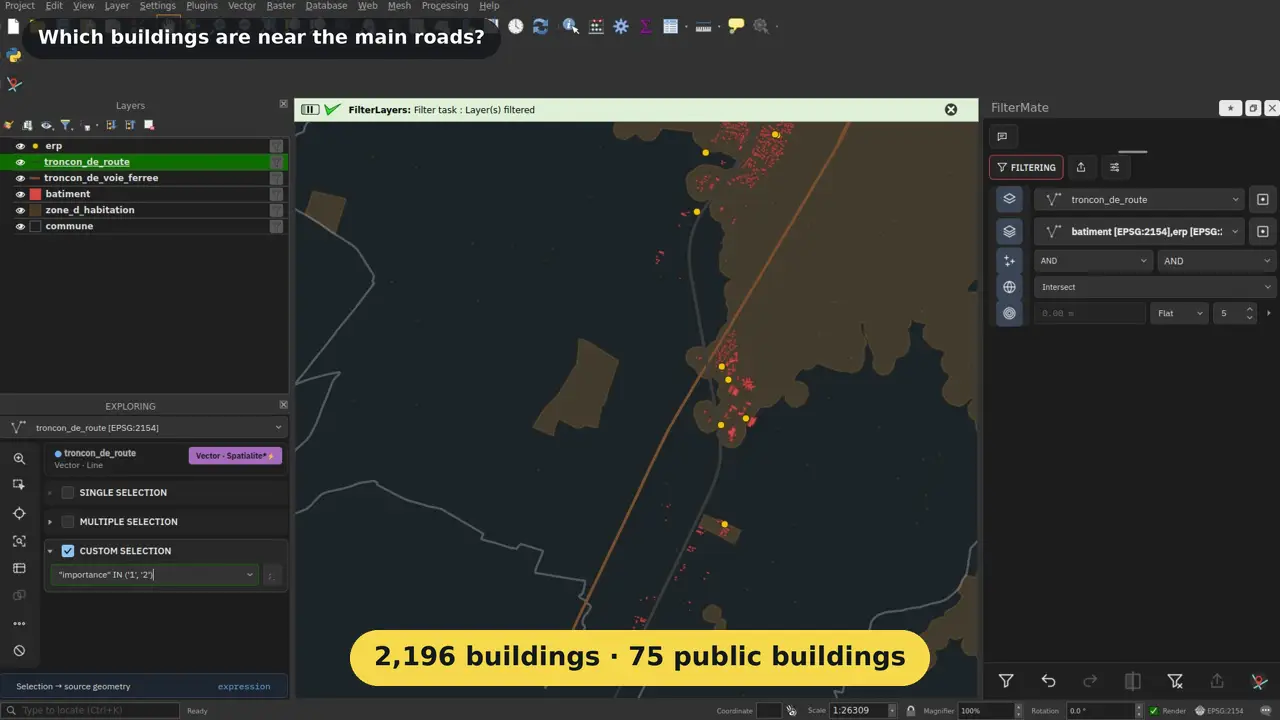 Project Edit View Layer Settings Plugins Vector Raster Database Web Mesh Processing Help
Which buildings are near the main roads?
Layers
erp
troncon_de_route
troncon_de_voie_ferree
batiment
zone_d_habitation
commune
FilterLayers: Filter task : Layer(s) filtered
FilterMate
FILTERING
troncon_de_route
batiment [EPSG:2154],erp [EPSG:2
AND AND
Intersect
0.00 m Flat 5
EXPLORING
troncon_de_route [EPSG:2154]
troncon_de_route
Vector · Line
Vector · Spatialite*⚡
SINGLE SELECTION
MULTIPLE SELECTION
CUSTOM SELECTION
"importance" IN ('1', '2')
Selection → source geometry expression
2,196 buildings · 75 public buildings
Type to locate (Ctrl+K) Ready Coordinate Scale 1:26309 Magnifier 100% Rotation 0.0 ° Render EPSG:2154